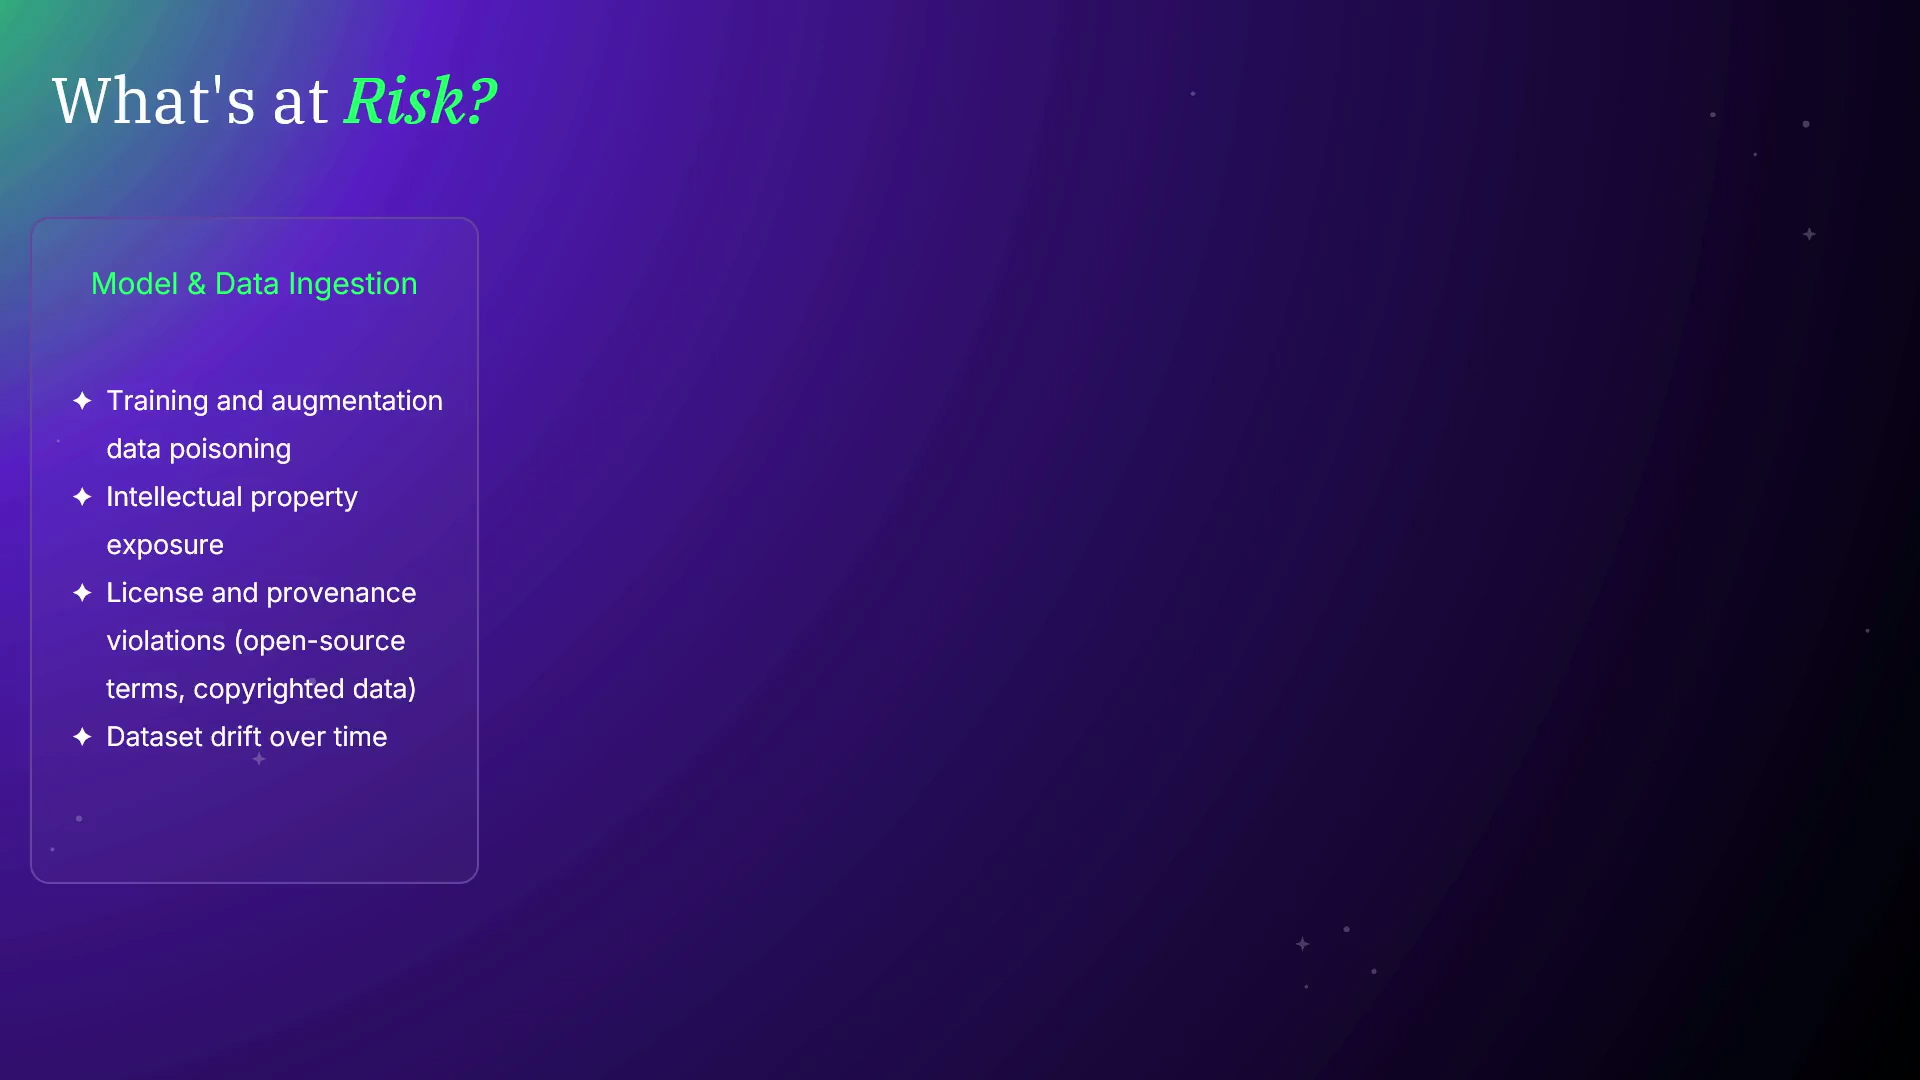 What's at Risk?
Model & Data Ingestion
✦ Training and augmentation
data poisoning
✦ Intellectual property
exposure
✦ License and provenance
violations (open-source
terms, copyrighted data)
✦ Dataset drift over time